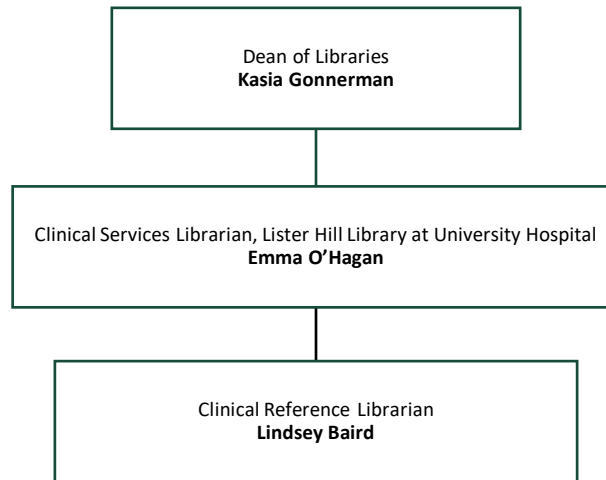 Dean of Libraries
Kasia Gonnerman
Clinical Services Librarian, Lister Hill Library at University Hospital
Emma O’Hagan
Clinical Reference Librarian
Lindsey Baird